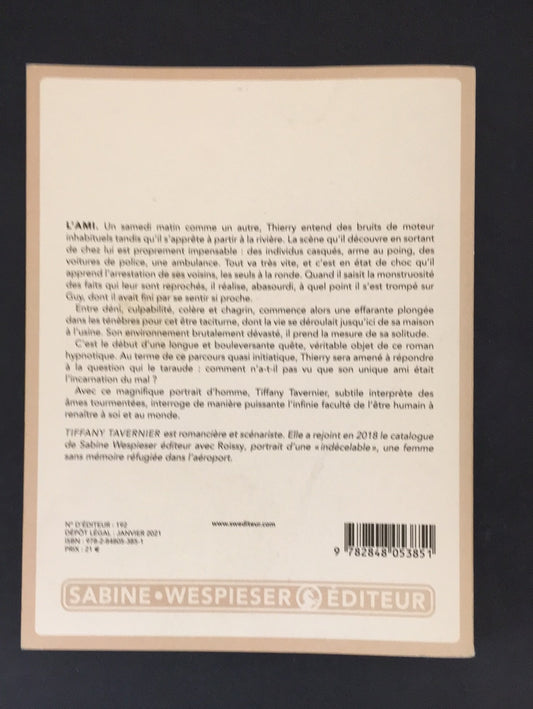 L'AMI. Un samedi matin comme un autre, Thierry entend des bruits de moteur
inhabituels tandis qu'il s'apprête à partir à la rivière. La scène qu'il découvre en sortant
de chez lui est proprement impensable : des individus casqués, arme au poing, des
voitures de police, une ambulance. Tout va très vite, et c'est en état de choc qu'il
apprend l'arrestation de ses voisins, les seuls à la ronde. Quand il saisit la monstruosité
des faits qui leur sont reprochés, il réalise, abasourdi, à quel point il s'est trompé sur
Guy, dont il avait fini par se sentir si proche.
Entre déni, culpabilité, colère et chagrin, commence alors une effarante plongée
dans les ténèbres pour cet être taciturne, dont la vie se déroulait jusqu'ici de sa maison
à l'usine. Son environnement brutalement dévasté, il prend la mesure de sa solitude.
C'est le début d'une longue et bouleversante quête, véritable objet de ce roman
hypnotique. Au terme de ce parcours quasi initiatique, Thierry sera amené à répondre
à la question qui le taraude : comment n'a-t-il pas vu que son unique ami était
l'incarnation du mal ?
Avec ce magnifique portrait d'homme, Tiffany Tavernier, subtile interprète des
âmes tourmentées, interroge de manière puissante l'infinie faculté de l'être humain à
renaître à soi et au monde.
TIFFANY TAVERNIER est romancière et scénariste. Elle a rejoint en 2018 le catalogue
de Sabine Wespieser éditeur avec Roissy, portrait d'une « indécelable », une femme
sans mémoire réfugiée dans l'aéroport.
N° D'ÉDITEUR : 192
DÉPÔT LÉGAL : JANVIER 2021
ISBN : 978-2-84805-385-1
PRIX : 21 €
www.swediteur.com
9 782848 053851
SABINE • WESPIESER ÉDITEUR